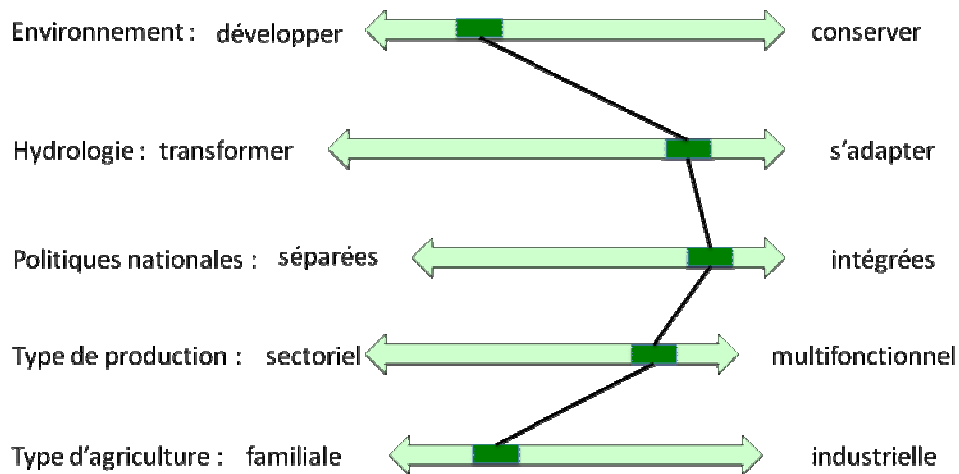 Environnement : développer conserver
Hydrologie : transformer s'adapter
Politiques nationales : séparées intégrées
Type de production : sectoriel multifonctionnel
Type d'agriculture : familiale industrielle